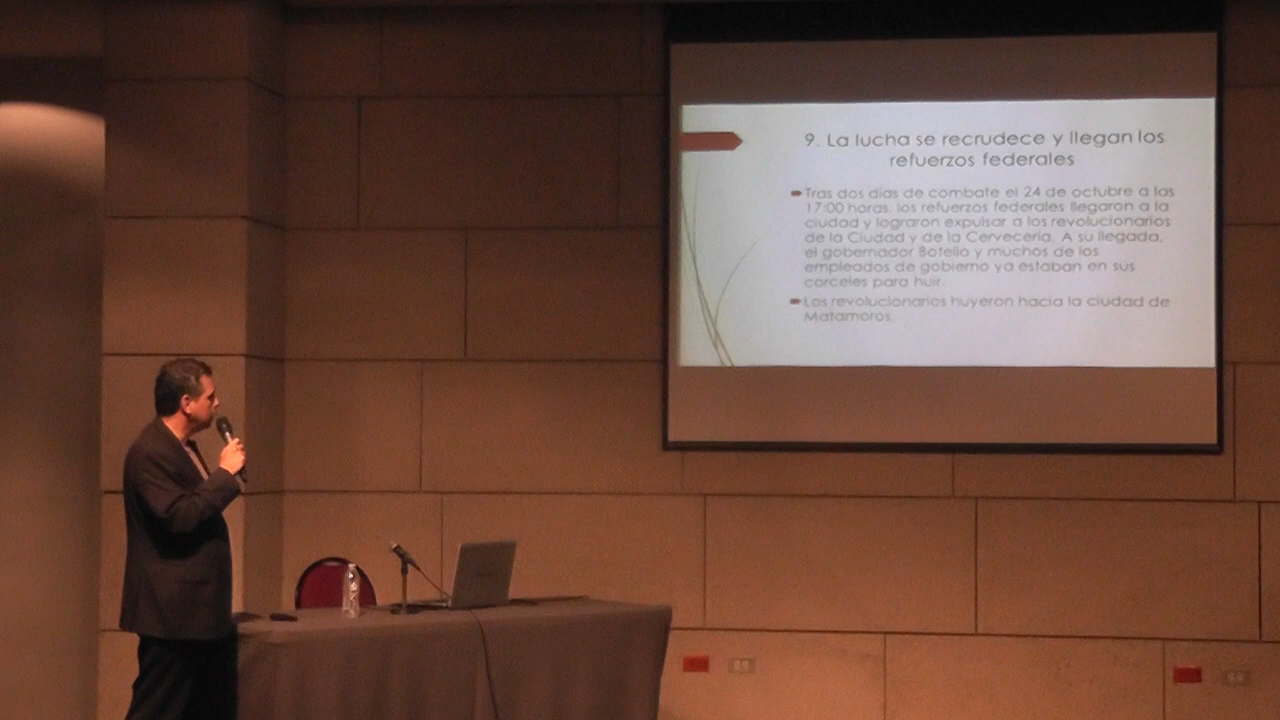 9. La lucha se recrudece y llegan los
refuerzos federales
Tras dos días de combate el 24 de octubre a las
17:00 horas, los refuerzos federales llegaron a la
ciudad y lograron expulsar a los revolucionarios
de la Ciudad y de la Cervecería. A su llegada,
el gobernador Botello y muchos de los
empleados de gobierno ya estaban en sus
corceles para huir.
Los revolucionarios huyeron hacia la ciudad de
Matamoros.